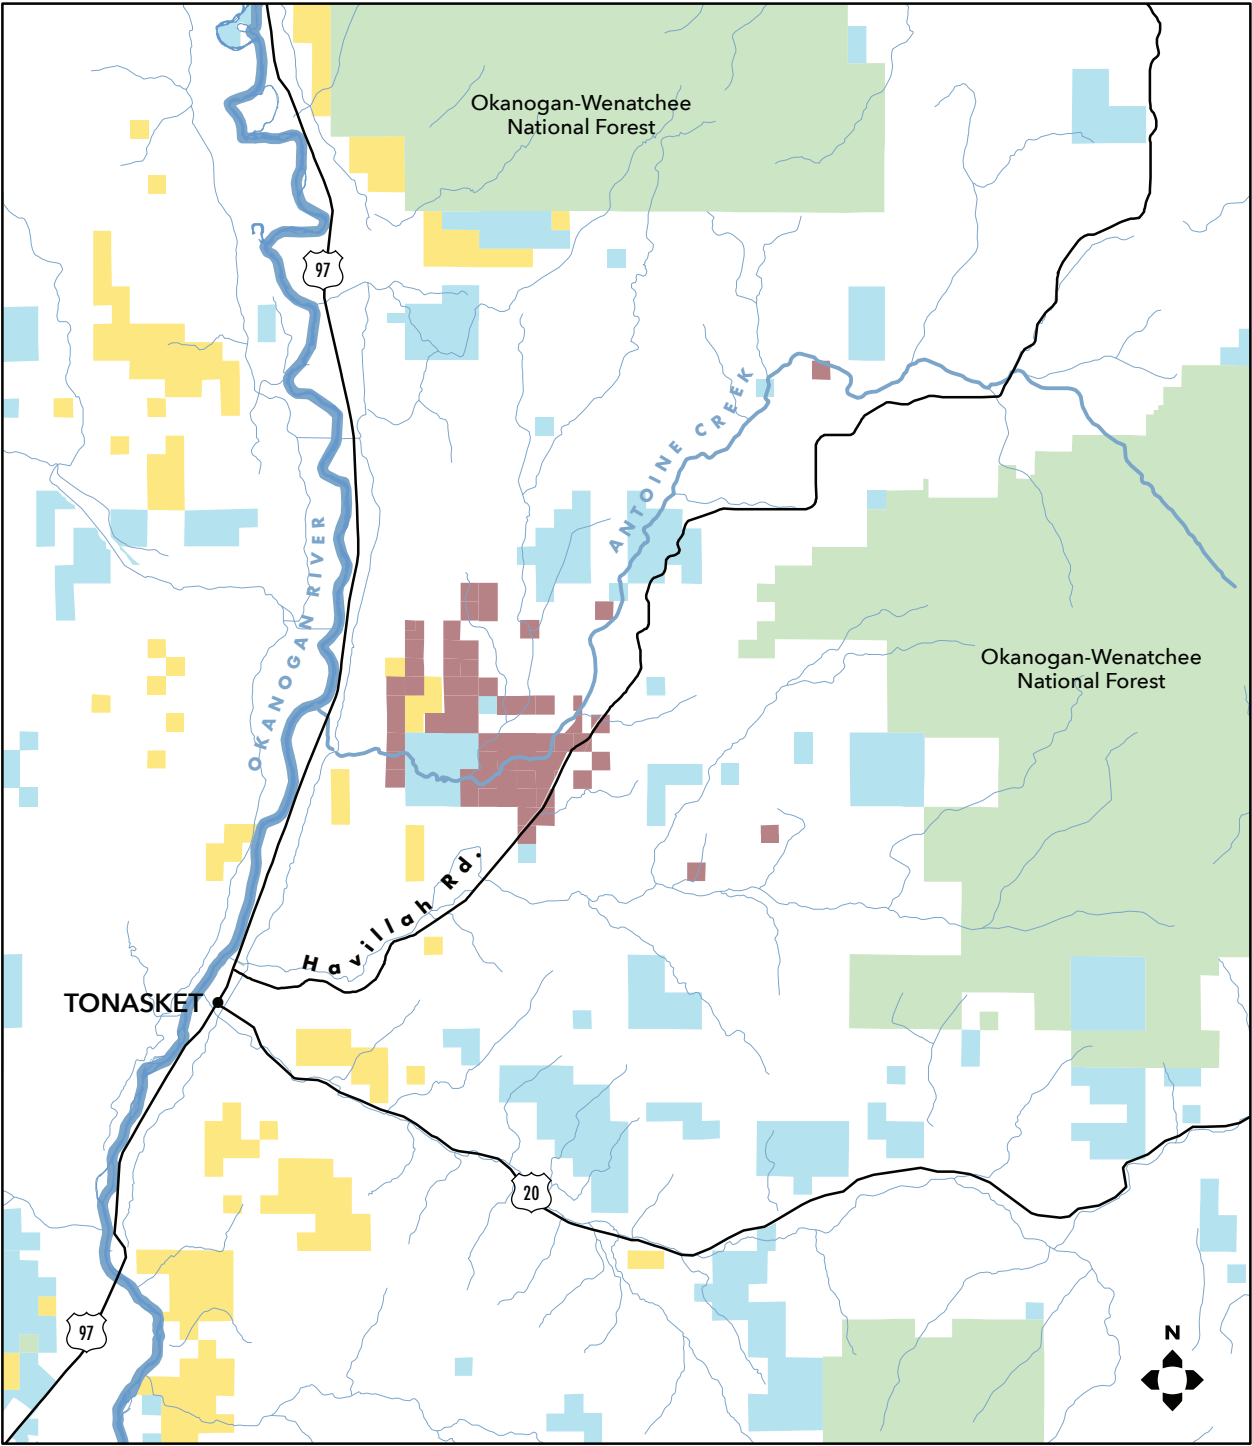 Okanogan-Wenatchee
National Forest
C
97
ANTOINE CREEK
OKANOGAN RIVER
Okanogan-Wenatchee
National Forest
Havillah Rd.
TONASKET
20
97
N